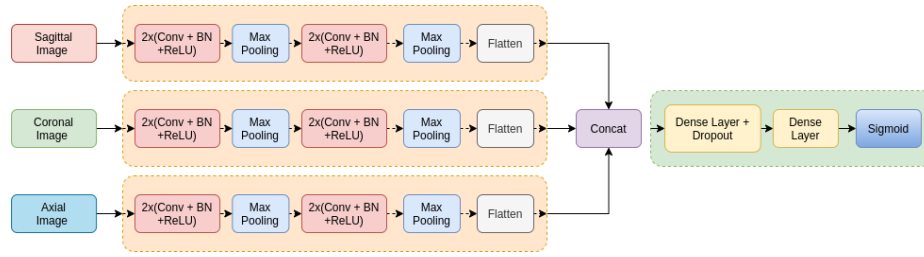 Sagittal
Image
2x(Conv + BN
+ReLU)
Max
Pooling
2x(Conv + BN
+ReLU)
Max
Pooling
Flatten
Coronal
Image
2x(Conv + BN
+ReLU)
Max
Pooling
2x(Conv + BN
+ReLU)
Max
Pooling
Flatten
Concat
Dense Layer +
Dropout
Dense
Layer
Sigmoid
Axial
Image
2x(Conv + BN
+ReLU)
Max
Pooling
2x(Conv + BN
+ReLU)
Max
Pooling
Flatten